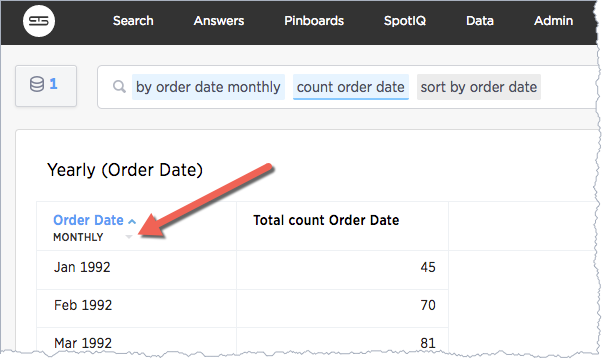 Search Answers Pinboards SpotIQ Data Admin
1 by order date monthly count order date sort by order date
Yearly (Order Date)
Order Date Total count Order Date
MONTHLY
Jan 1992 45
Feb 1992 70
Mar 1992 81